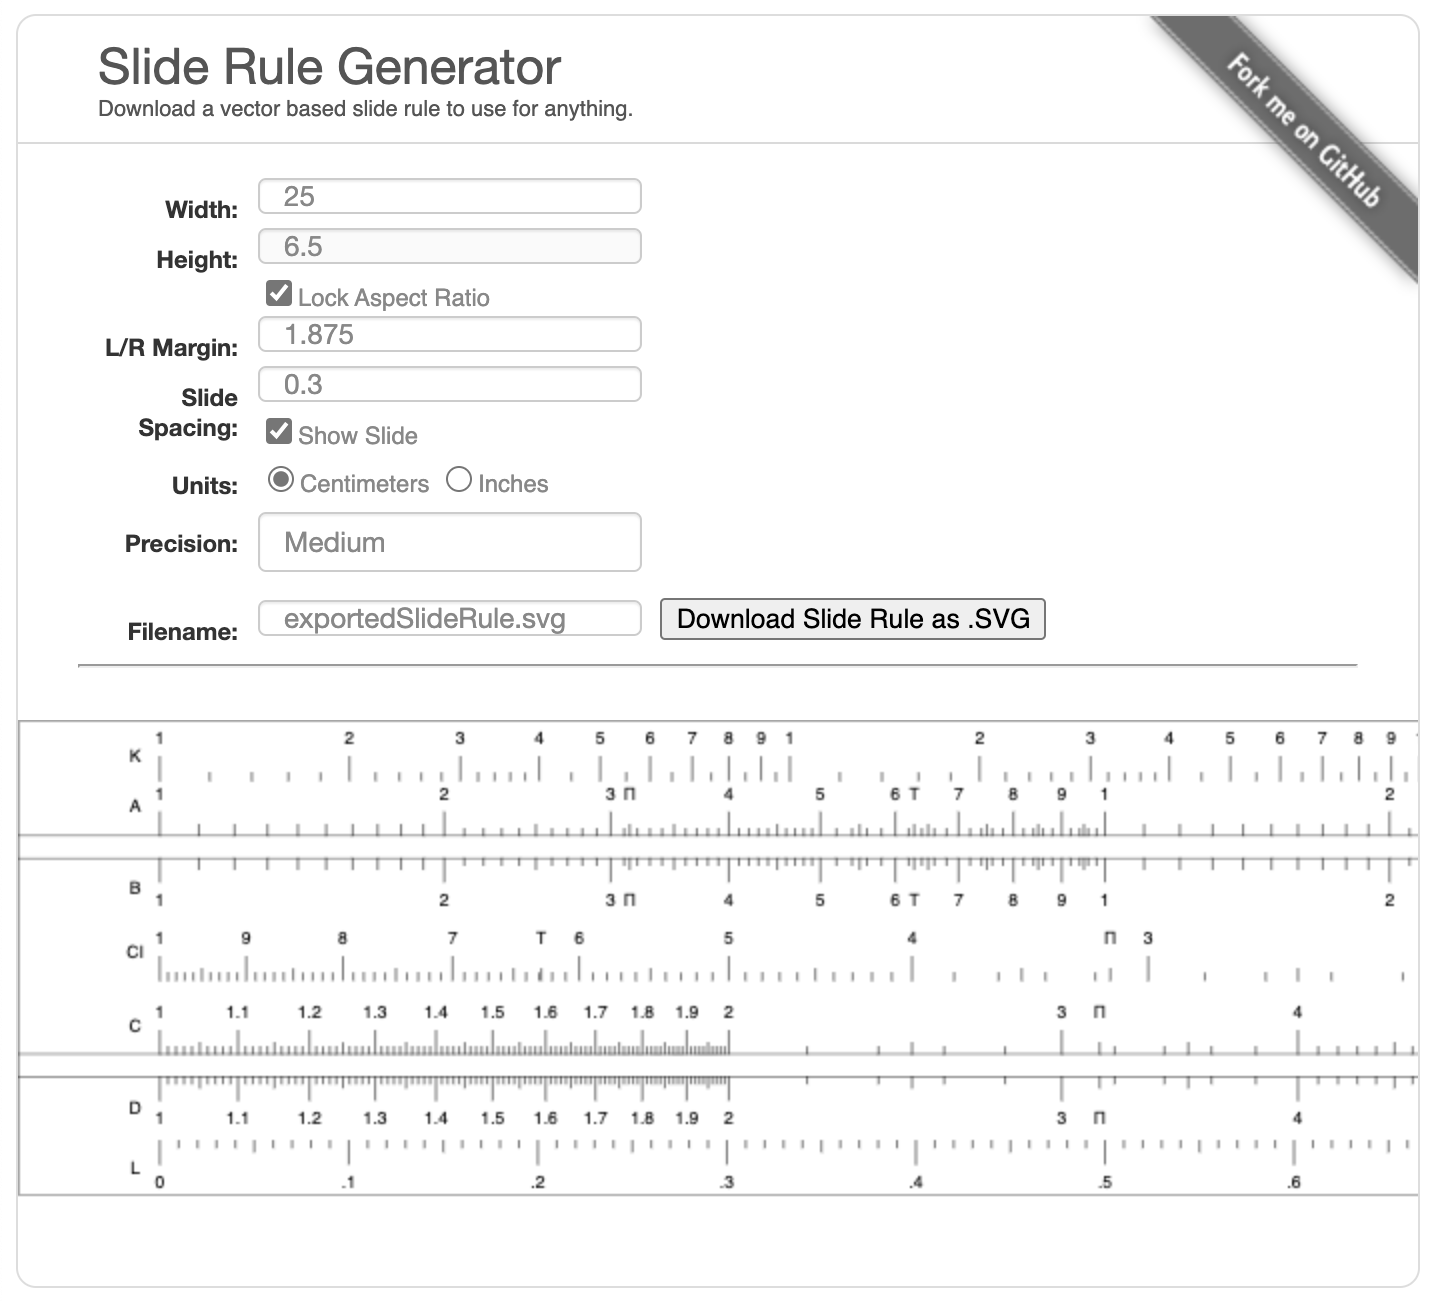 Slide Rule Generator
Download a vector based slide rule to use for anything.
Fork me on GitHub
Width: 25
Height: 6.5
Lock Aspect Ratio
L/R Margin: 1.875
Slide Spacing: 0.3
Show Slide
Units: Centimeters Inches
Precision: Medium
Filename: exportedSlideRule.svg Download Slide Rule as .SVG
1 2 3 4 5 6 7 8 9 1 2 3 4 5 6 7 8 9
K
1 2 3 Π 4 5 6 T 7 8 9 1 2
A
B
1 2 3 Π 4 5 6 T 7 8 9 1 2
1 9 8 7 T 6 5 4 Π 3
CI
1 1.1 1.2 1.3 1.4 1.5 1.6 1.7 1.8 1.9 2 3 Π 4
C
D
1 1.1 1.2 1.3 1.4 1.5 1.6 1.7 1.8 1.9 2 3 Π 4
L
0 .1 .2 .3 .4 .5 .6